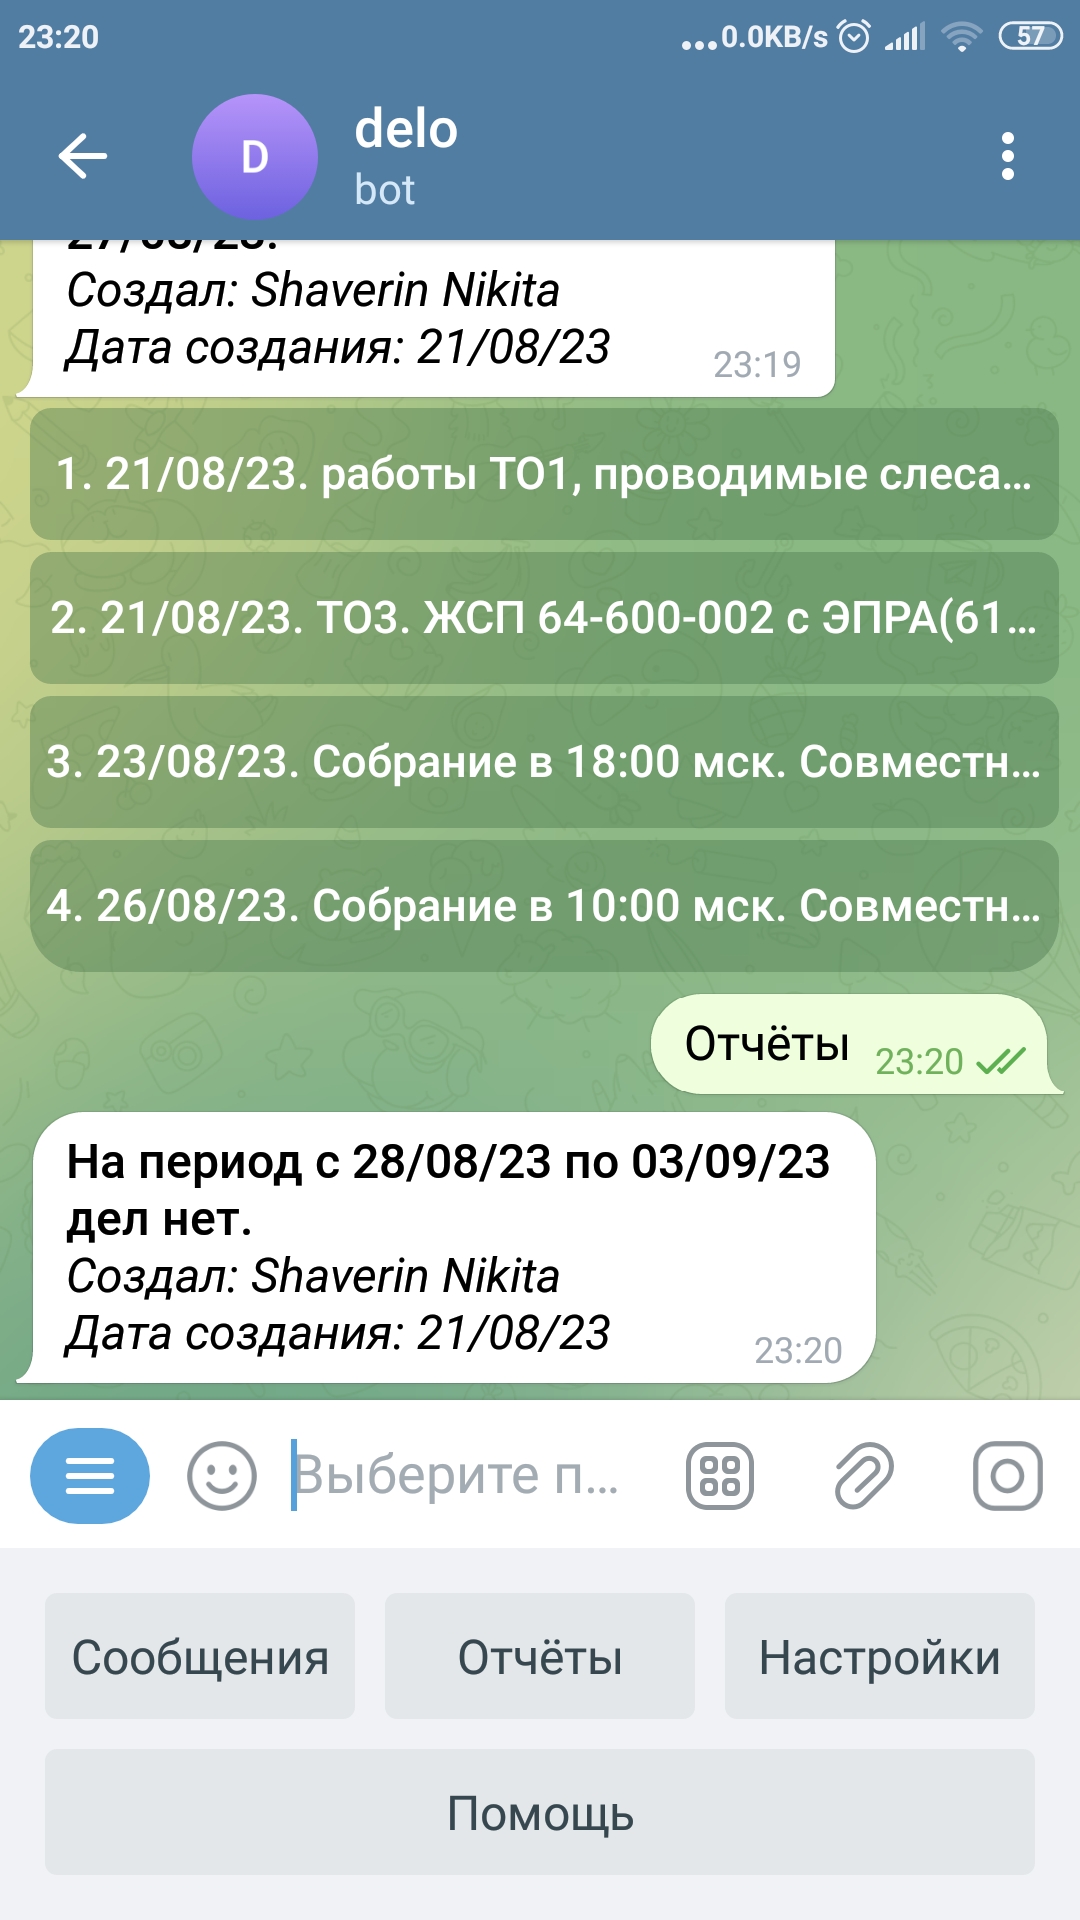 23:20
...0.0KB/s
57
D
delo
bot
Создал: Shaverin Nikita
Дата создания: 21/08/23
23:19
1. 21/08/23. работы ТО1, проводимые слеса...
2. 21/08/23. ТО3. ЖСП 64-600-002 с ЭПРА(61...
3. 23/08/23. Собрание в 18:00 мск. Совместн...
4. 26/08/23. Собрание в 10:00 мск. Совместн...
Отчёты 23:20
На период с 28/08/23 по 03/09/23
дел нет.
Создал: Shaverin Nikita
Дата создания: 21/08/23
23:20
Выберите п...
Сообщения
Отчёты
Настройки
Помощь